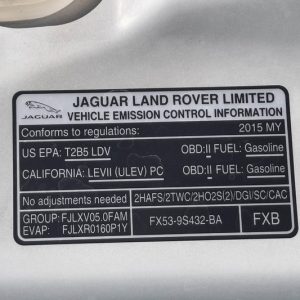 JAGUAR LAND ROVER LIMITED
VEHICLE EMISSION CONTROL INFORMATION
JAGUAR
Conforms to regulations: 2015 MY
US EPA: T2B5 LDV OBD:II FUEL: Gasoline
CALIFORNIA: LEVII (ULEV) PC OBD:II FUEL: Gasoline
No adjustments needed 2HAFS/2TWC/2HO2S(2)/DGI/SC/CAC
GROUP: FJLXV05.0FAM
EVAP: FJLXR0160P1Y
FX53-9S432-BA FXB